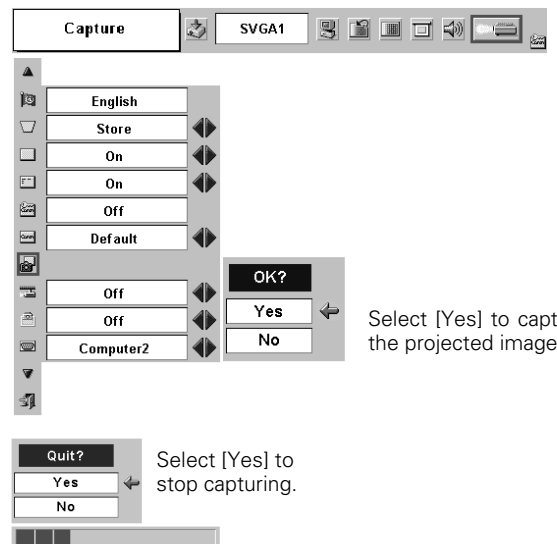 Capture SVGA1
English
Store
On
On
Off
Default
OK?
Off Yes
Off No
Computer2
Select [Yes] to capt
the projected image
Quit?
Yes
No
Select [Yes] to
stop capturing.